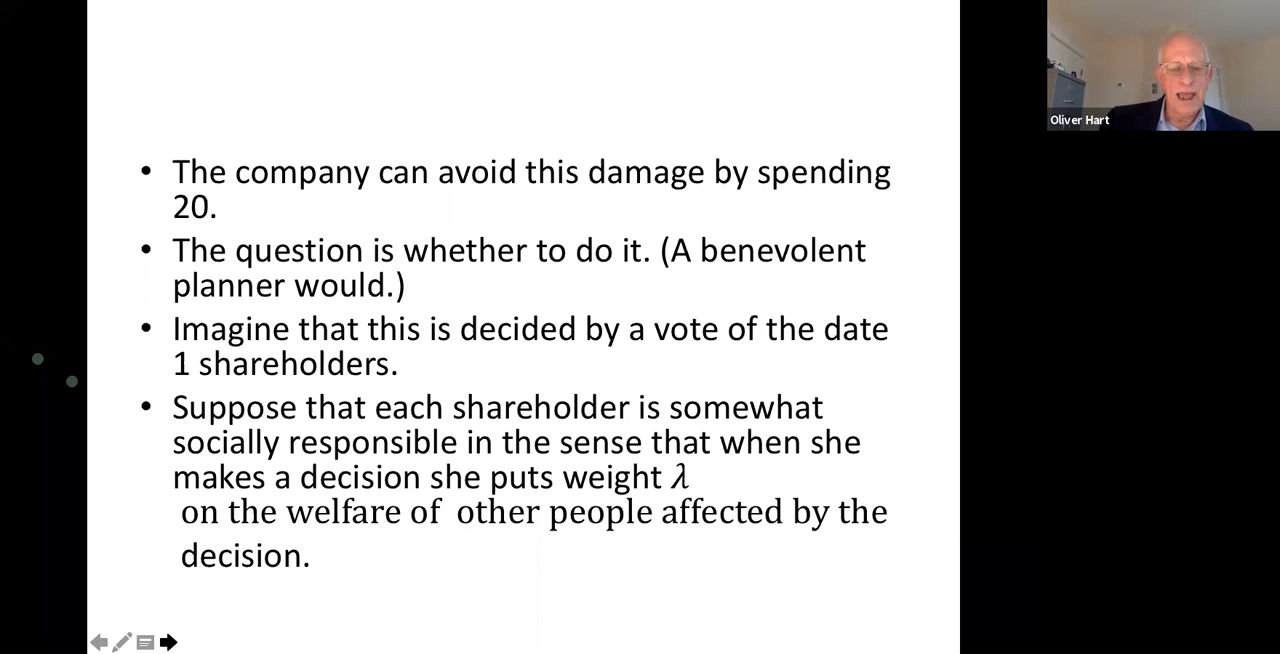 • The company can avoid this damage by spending
20.
• The question is whether to do it. (A benevolent
planner would.)
• Imagine that this is decided by a vote of the date
1 shareholders.
• Suppose that each shareholder is somewhat
socially responsible in the sense that when she
makes a decision she puts weight λ
on the welfare of other people affected by the
decision.
Oliver Hart